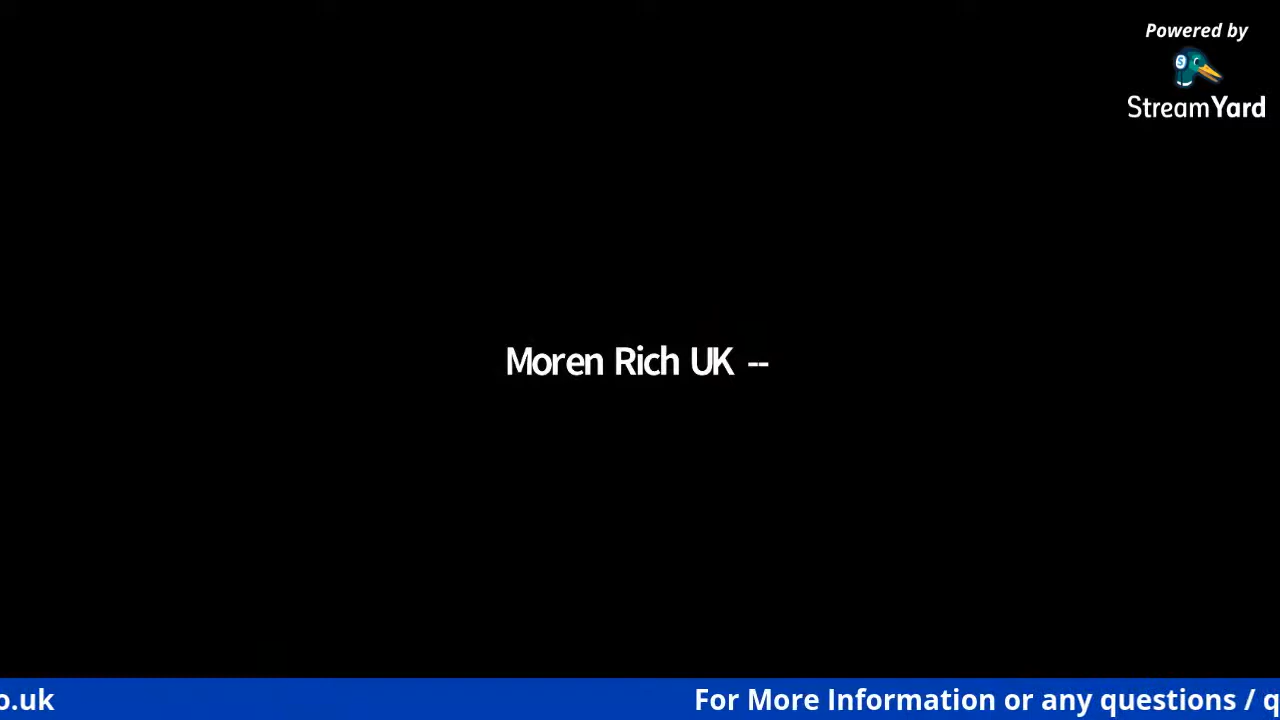 Powered by
StreamYard
Moren Rich UK --
o.uk
For More Information or any questions / q